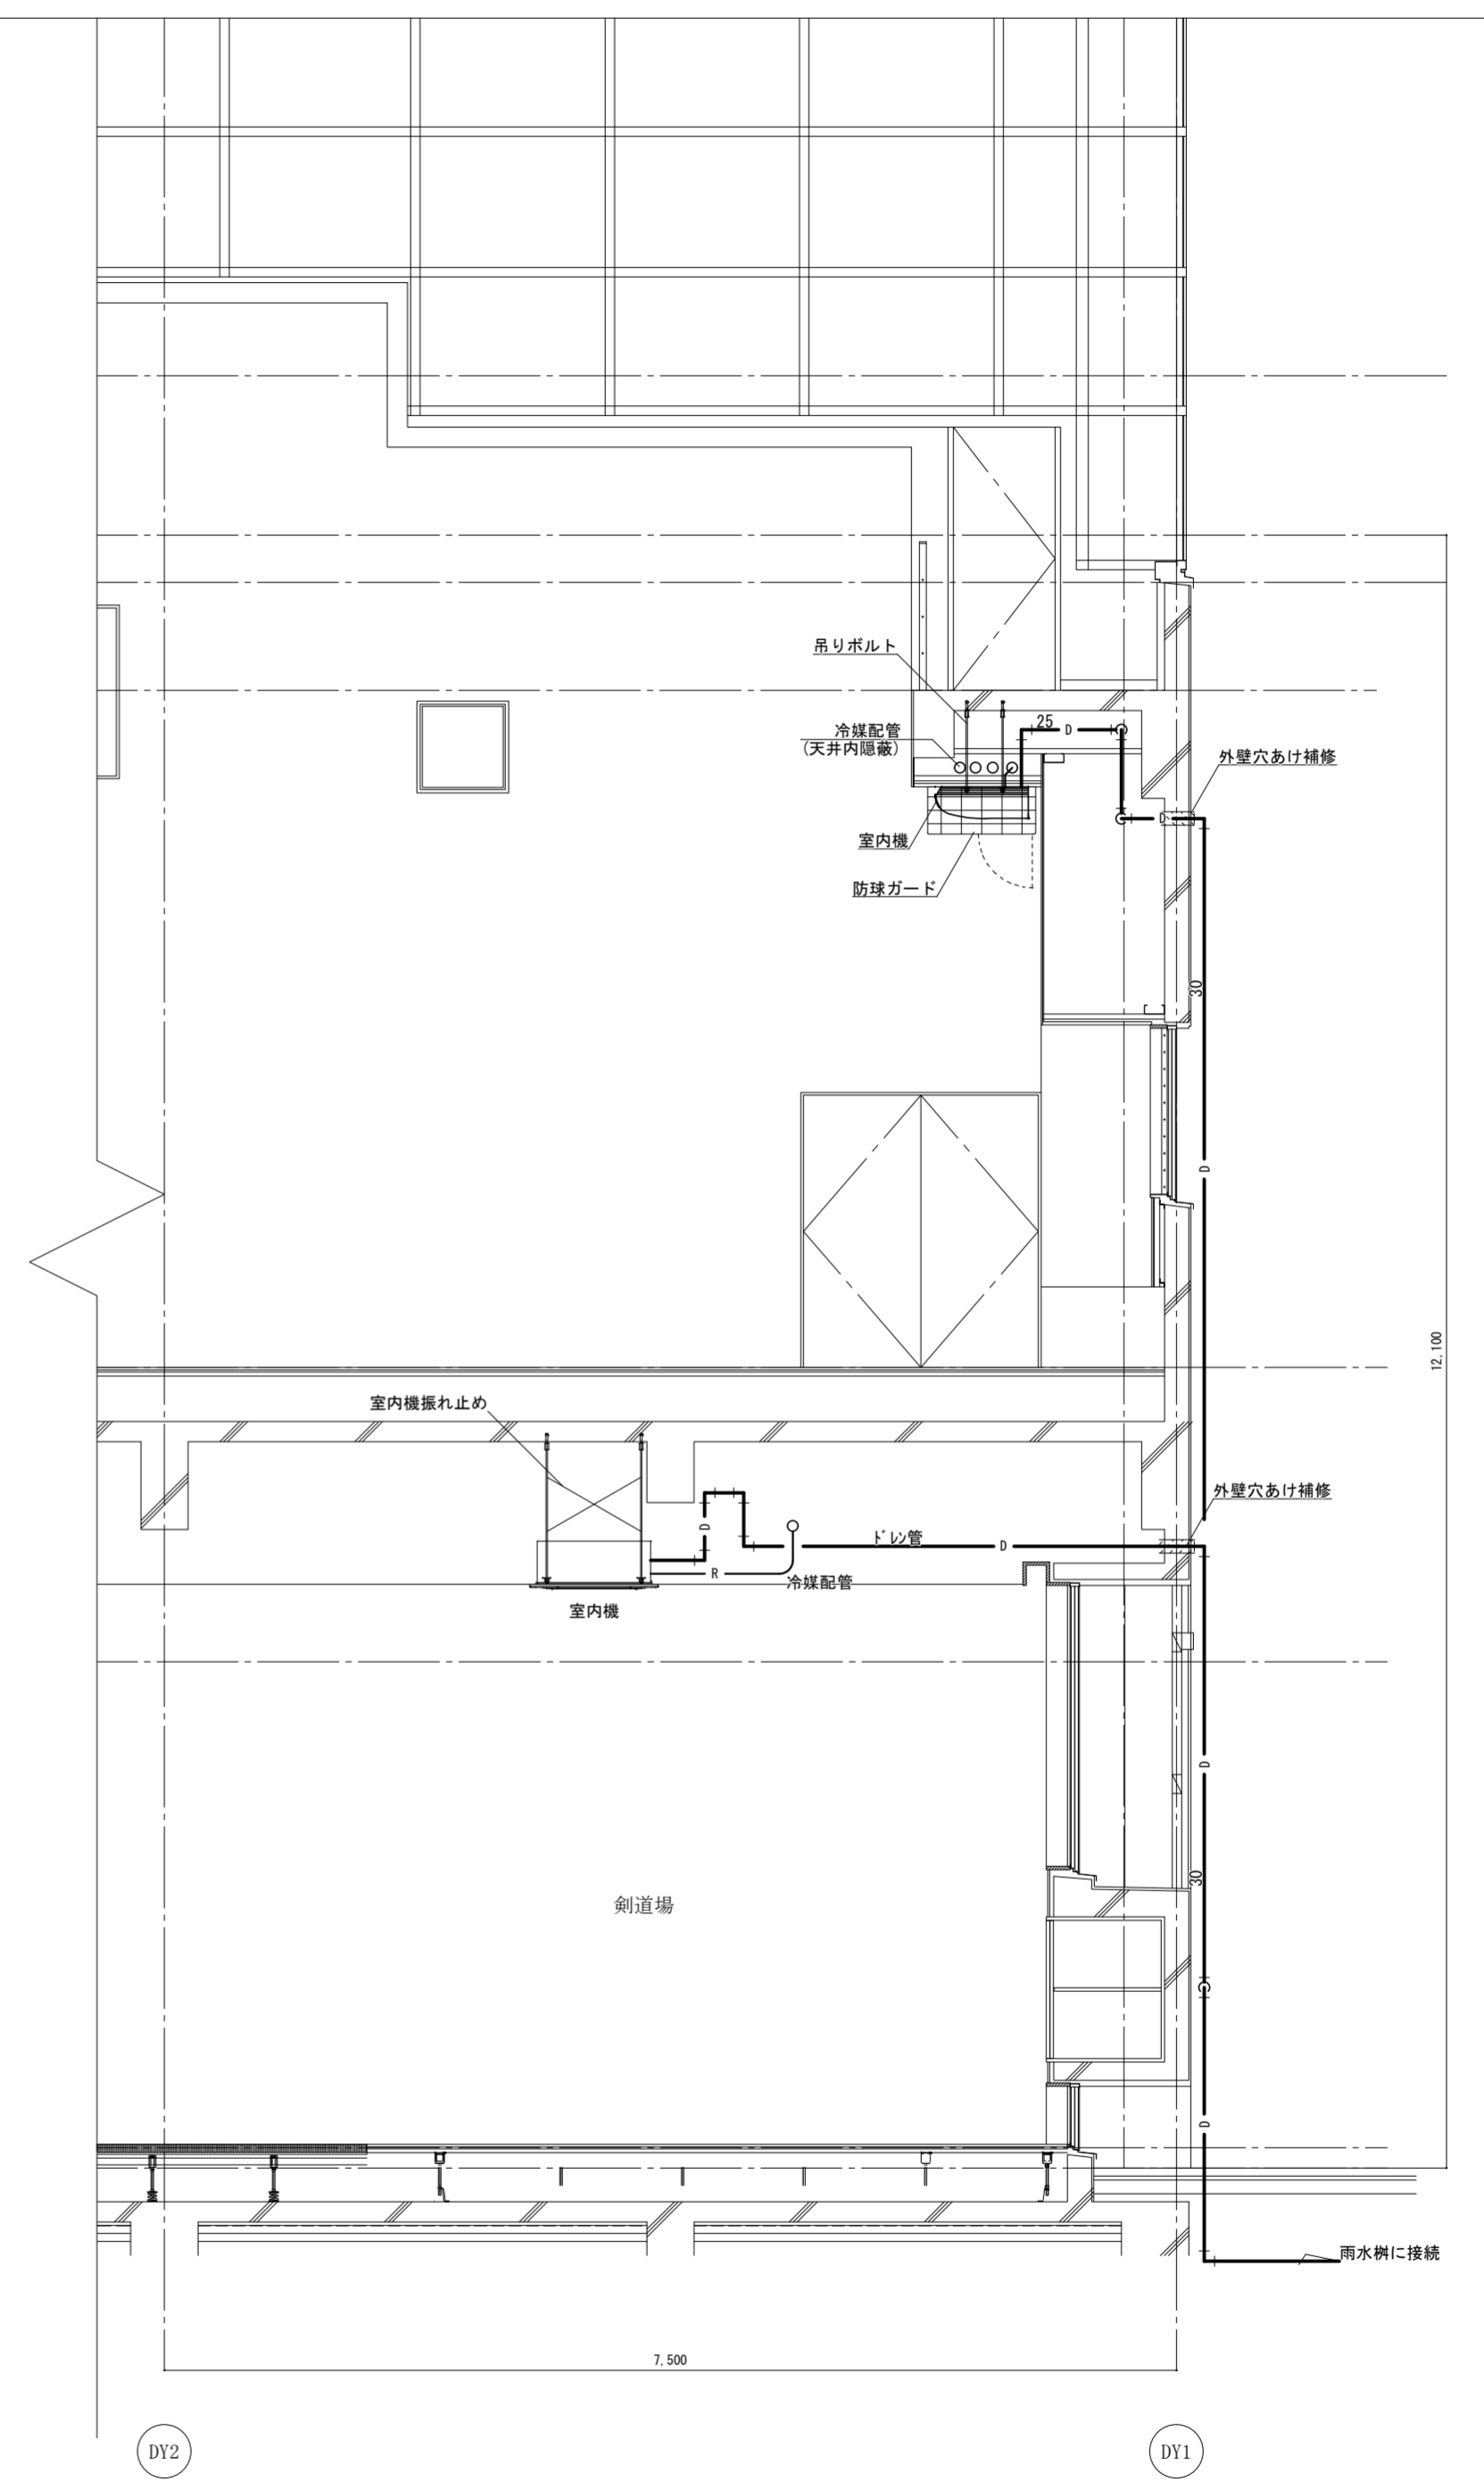 吊りボルト
25
D
冷媒配管
(天井内隠蔽)
外壁穴あけ補修
D
室内機
防球ガード
30
D
12,100
室内機振れ止め
外壁穴あけ補修
D
ドレン管
D
R
冷媒配管
室内機
D
30
剣道場
D
雨水桝に接続
7,500
DY2
DY1